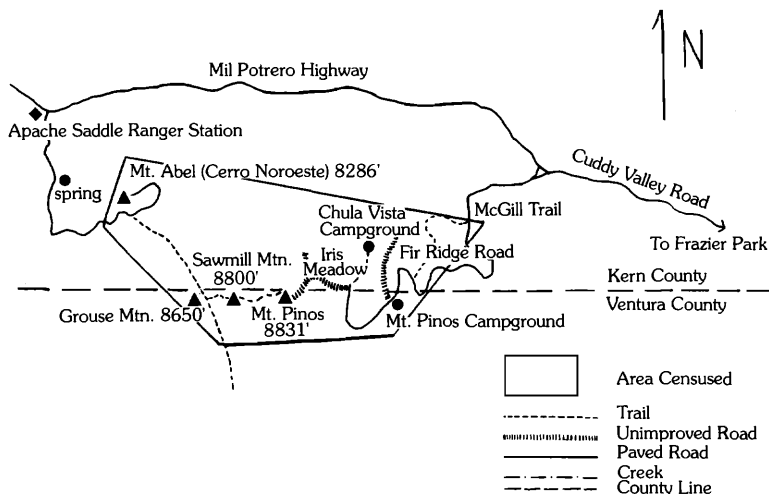 N
Mil Potrero Highway
Apache Saddle Ranger Station
Mt. Abel (Cerro Noroeste) 8286'
Cuddy Valley Road
spring
McGill Trail
Chula Vista
Campground
To Frazier Park
Sawmill Mtn.
8800'
Iris
Meadow
Fir Ridge Road
Kern County
Ventura County
Grouse Mtn. 8650'
Mt. Pinos
8831'
Mt. Pinos Campground
Area Censused
Trail
Unimproved Road
Paved Road
Creek
County Line